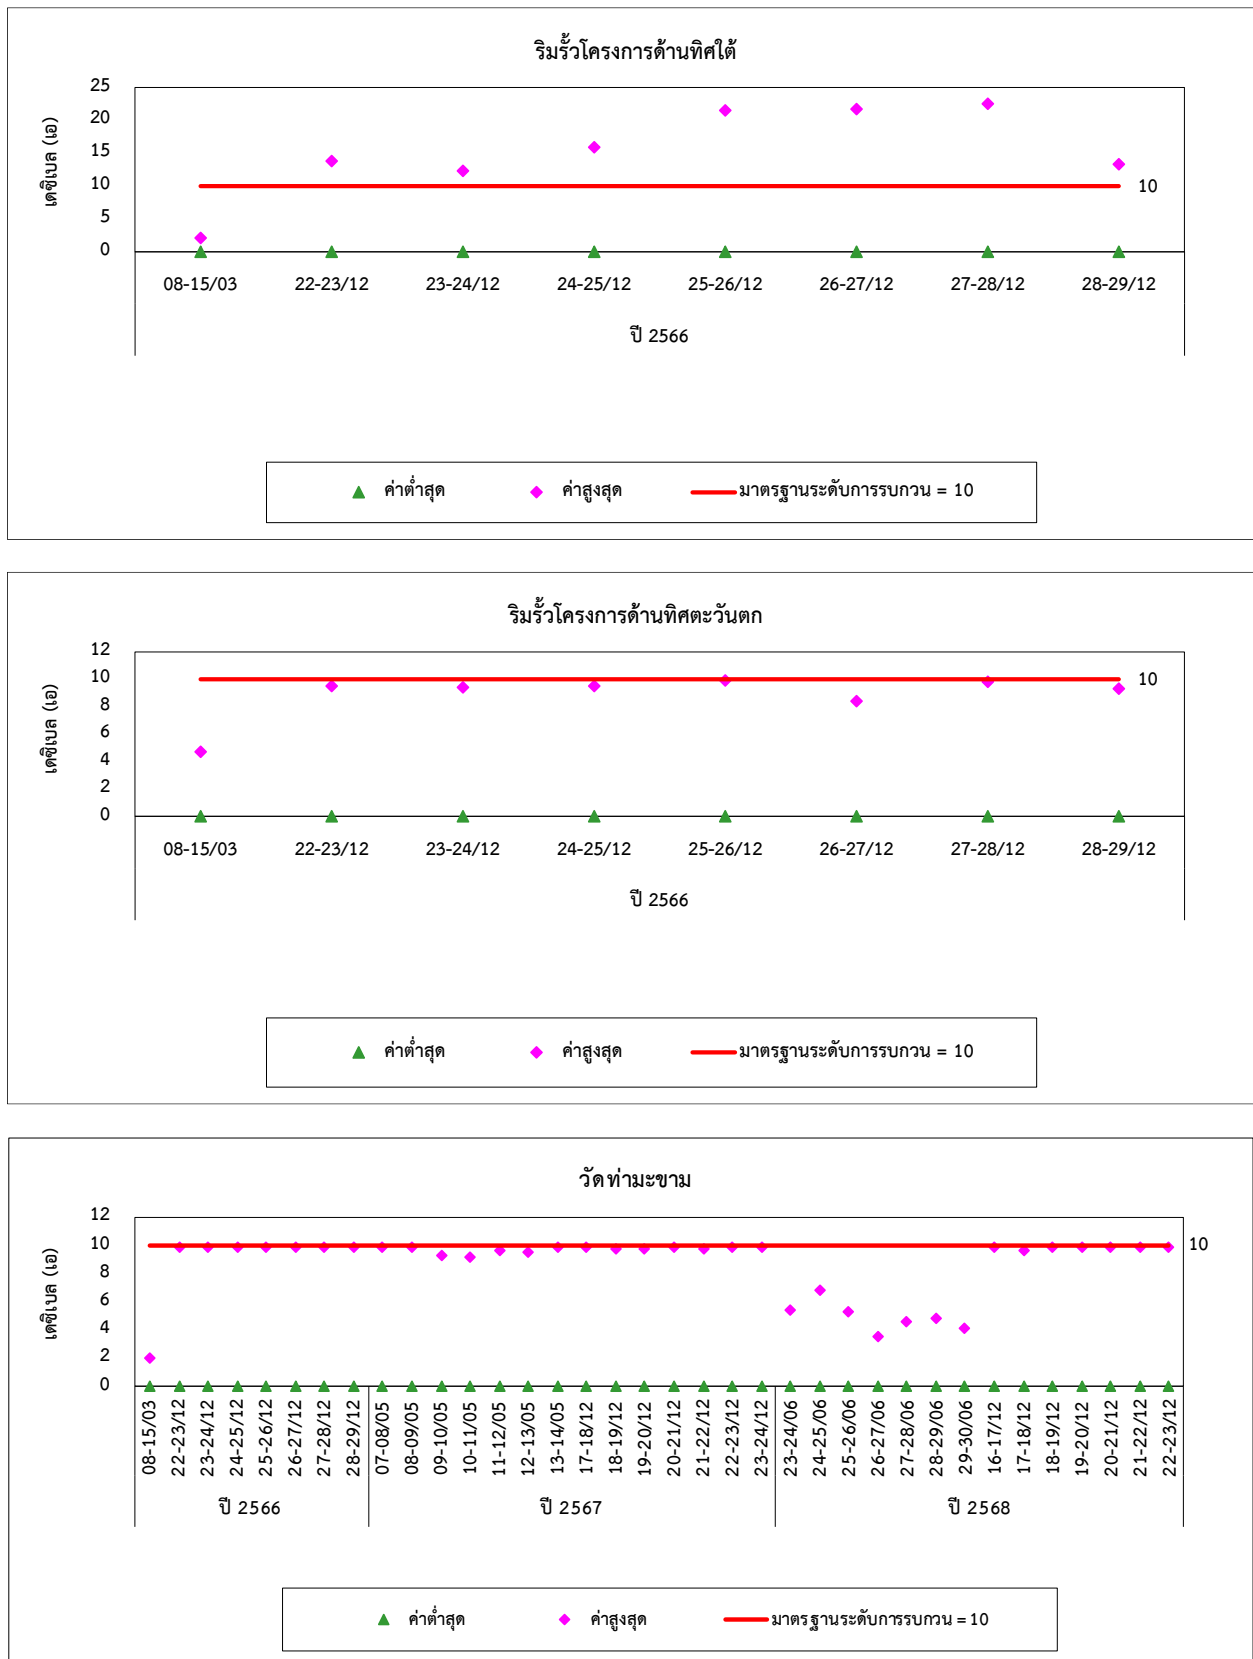 ริมรั้วโครงการด้านทิศใต้
25
20
15
10
5
0
เดซิเบล (เอ)
10
08-15/03 22-23/12 23-24/12 24-25/12 25-26/12 26-27/12 27-28/12 28-29/12
ปี 2566
ค่าต่ำสุด ค่าสูงสุด มาตรฐานระดับการรบกวน = 10
ริมรั้วโครงการด้านทิศตะวันตก
12
10
8
6
4
2
0
เดซิเบล (เอ)
10
08-15/03 22-23/12 23-24/12 24-25/12 25-26/12 26-27/12 27-28/12 28-29/12
ปี 2566
ค่าต่ำสุด ค่าสูงสุด มาตรฐานระดับการรบกวน = 10
วัดท่ามะขาม
12
10
8
6
4
2
0
เดซิเบล (เอ)
10
08-15/03 22-23/12 23-24/12 24-25/12 25-26/12 26-27/12 27-28/12 28-29/12 07-08/05 08-09/05 09-10/05 10-11/05 11-12/05 12-13/05 13-14/05 17-18/12 18-19/12 19-20/12 20-21/12 21-22/12 22-23/12 23-24/12 23-24/06 24-25/06 25-26/06 26-27/06 27-28/06 28-29/06 29-30/06 16-17/12 17-18/12 18-19/12 19-20/12 20-21/12 21-22/12 22-23/12
ปี 2566 ปี 2567 ปี 2568
ค่าต่ำสุด ค่าสูงสุด มาตรฐานระดับการรบกวน = 10